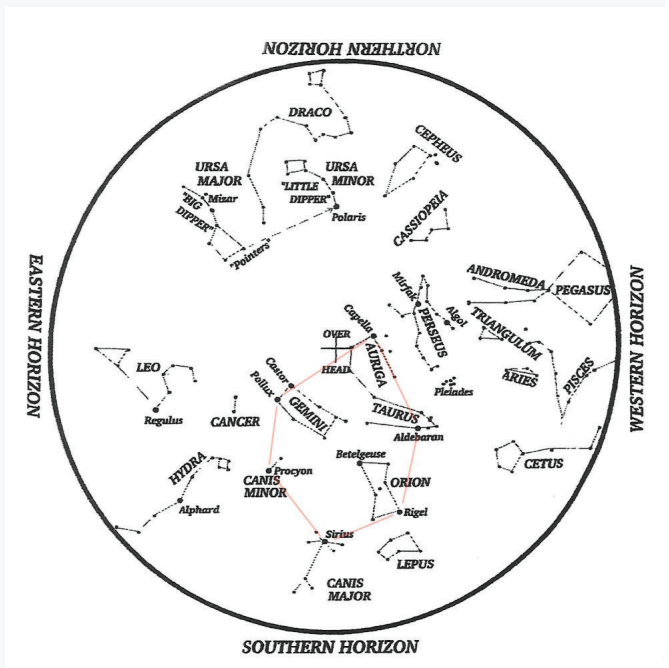 NORTHERN HORIZON
DRACO
CEPHEUS
URSA
MAJOR
URSA
MINOR
"LITTLE
DIPPER"
Mizar
"BIG
DIPPER"
Polaris
CASSIOPEIA
"Pointers"
EASTERN HORIZON
WESTERN HORIZON
ANDROMEDA
PEGASUS
Mirfak
Algol
PERSEUS
TRIANGULUM
Capella
OVER
HEAD
AURIGA
LEO
Castor
Pollux
GEMINI
ARIES
PISCES
Pleiades
TAURUS
Regulus
CANCER
Aldebaran
Betelgeuse
CETUS
HYDRA
Procyon
CANIS
MINOR
ORION
Alphard
Rigel
Sirius
LEPUS
CANIS
MAJOR
SOUTHERN HORIZON